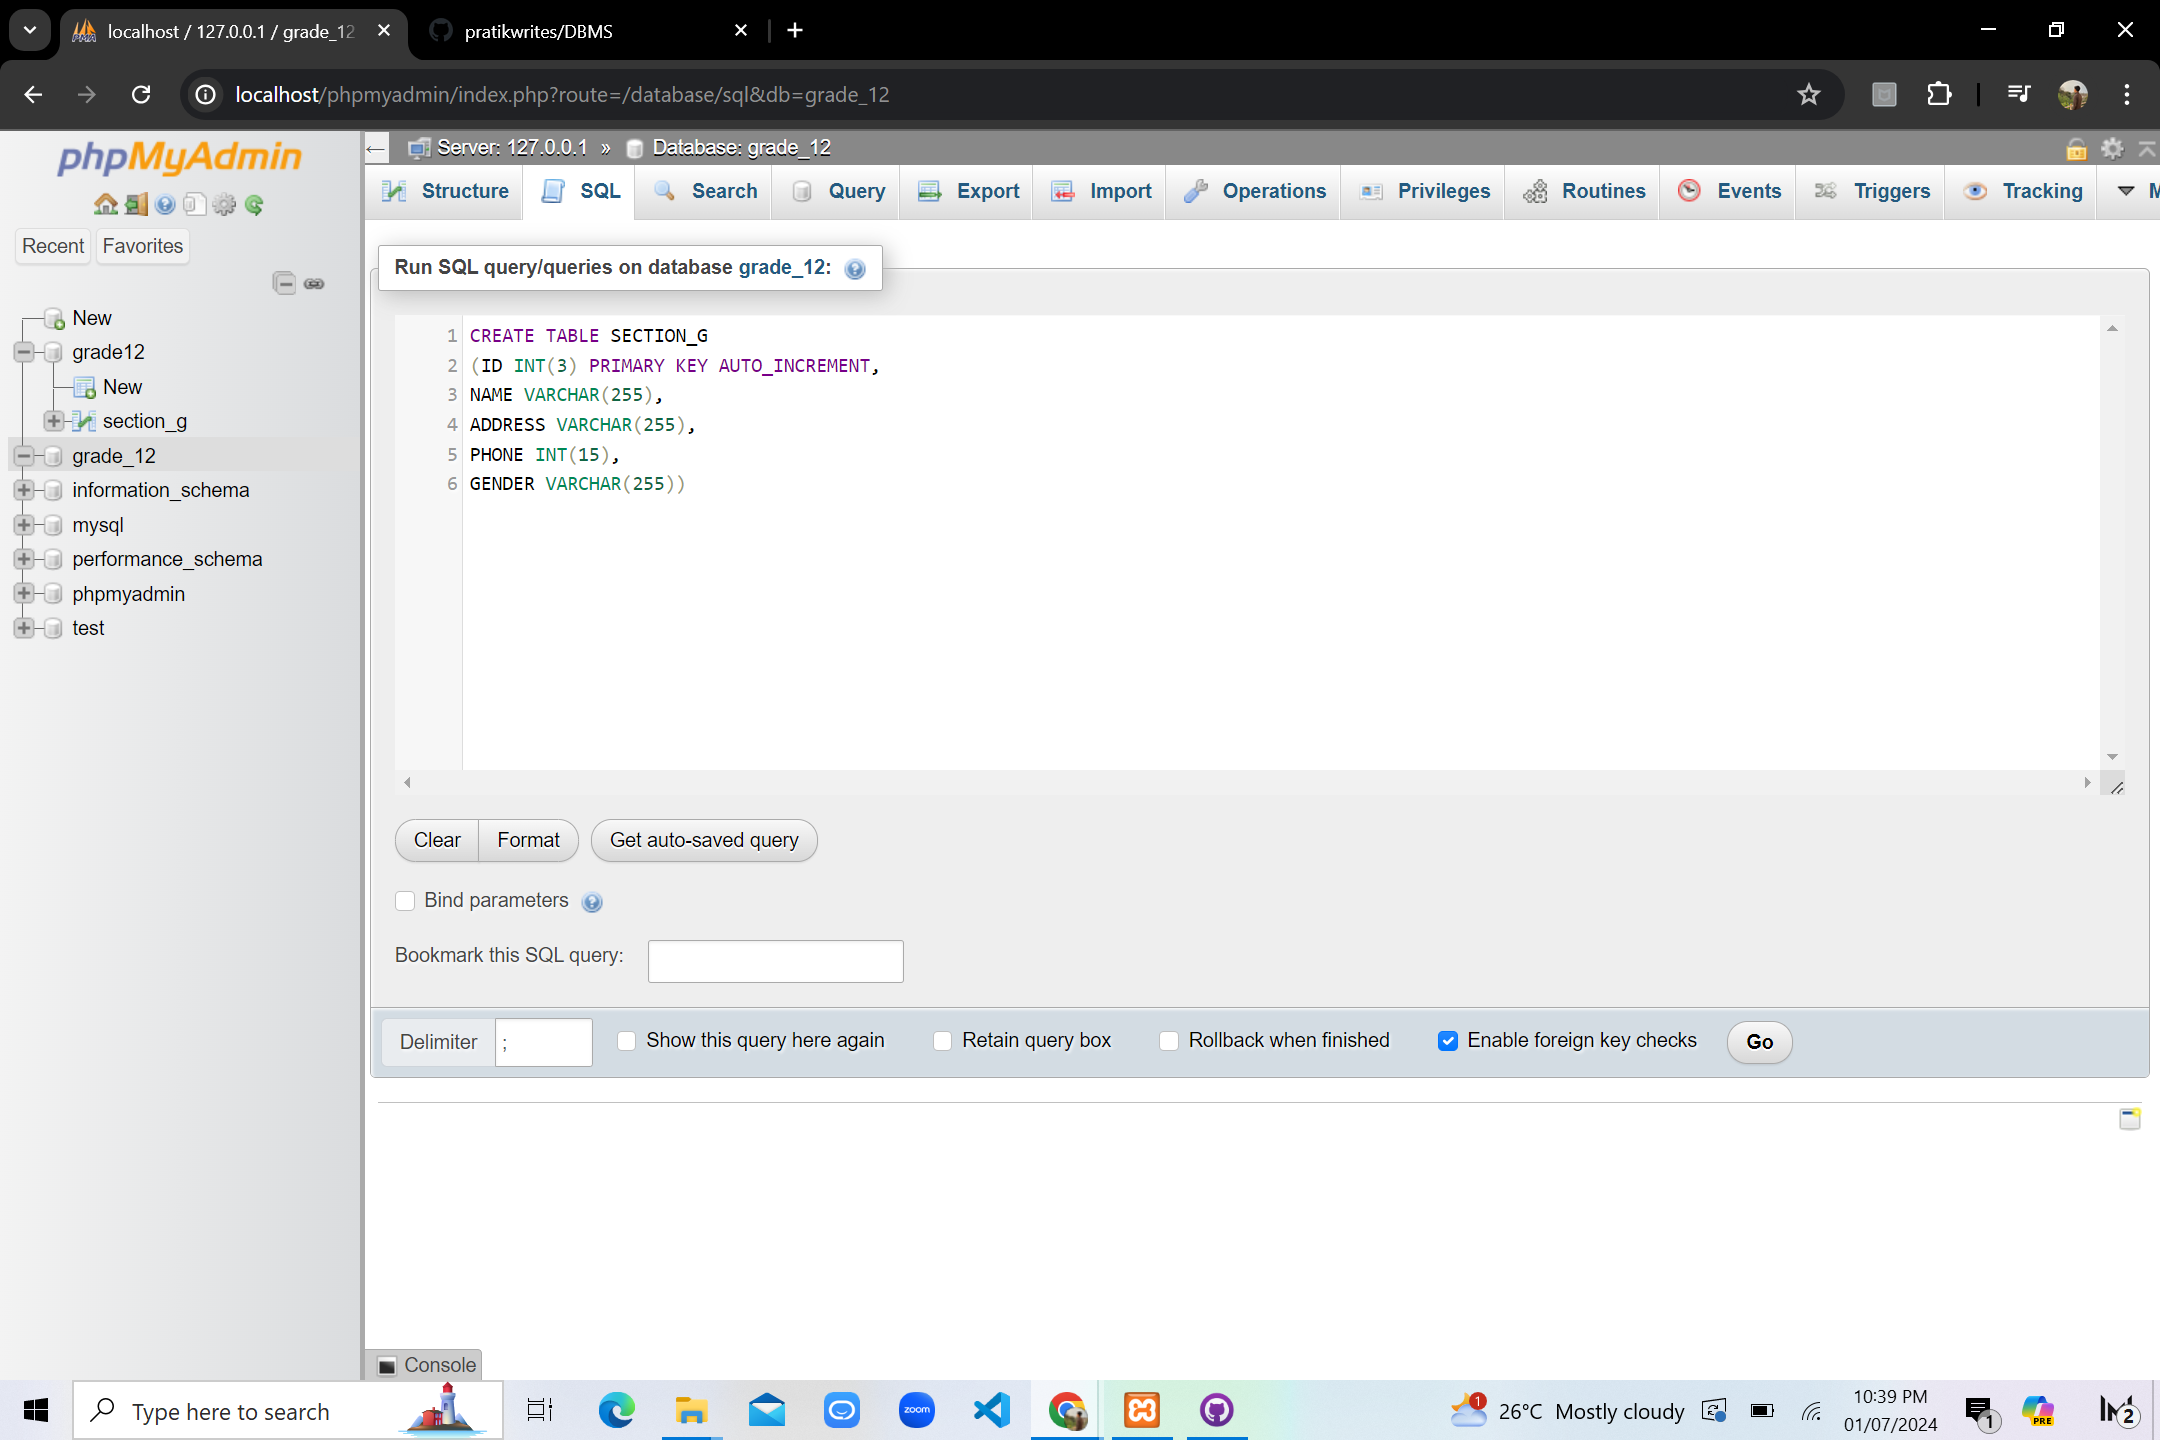 localhost / 127.0.0.1 / grade_12
pratikwrites/DBMS
localhost/phpmyadmin/index.php?route=/database/sql&db=grade_12
phpMyAdmin
Recent
Favorites
New
grade12
New
section_g
grade_12
information_schema
mysql
performance_schema
phpmyadmin
test
Server: 127.0.0.1 » Database: grade_12
Structure
SQL
Search
Query
Export
Import
Operations
Privileges
Routines
Events
Triggers
Tracking
M
Run SQL query/queries on database grade_12:
1 CREATE TABLE SECTION_G
2 (ID INT(3) PRIMARY KEY AUTO_INCREMENT,
3 NAME VARCHAR(255),
4 ADDRESS VARCHAR(255),
5 PHONE INT(15),
6 GENDER VARCHAR(255))
Clear
Format
Get auto-saved query
Bind parameters
Bookmark this SQL query:
Delimiter ;
Show this query here again
Retain query box
Rollback when finished
Enable foreign key checks
Go
Console
Type here to search
zoom
1
26°C Mostly cloudy
10:39 PM
01/07/2024
1
PRE
2